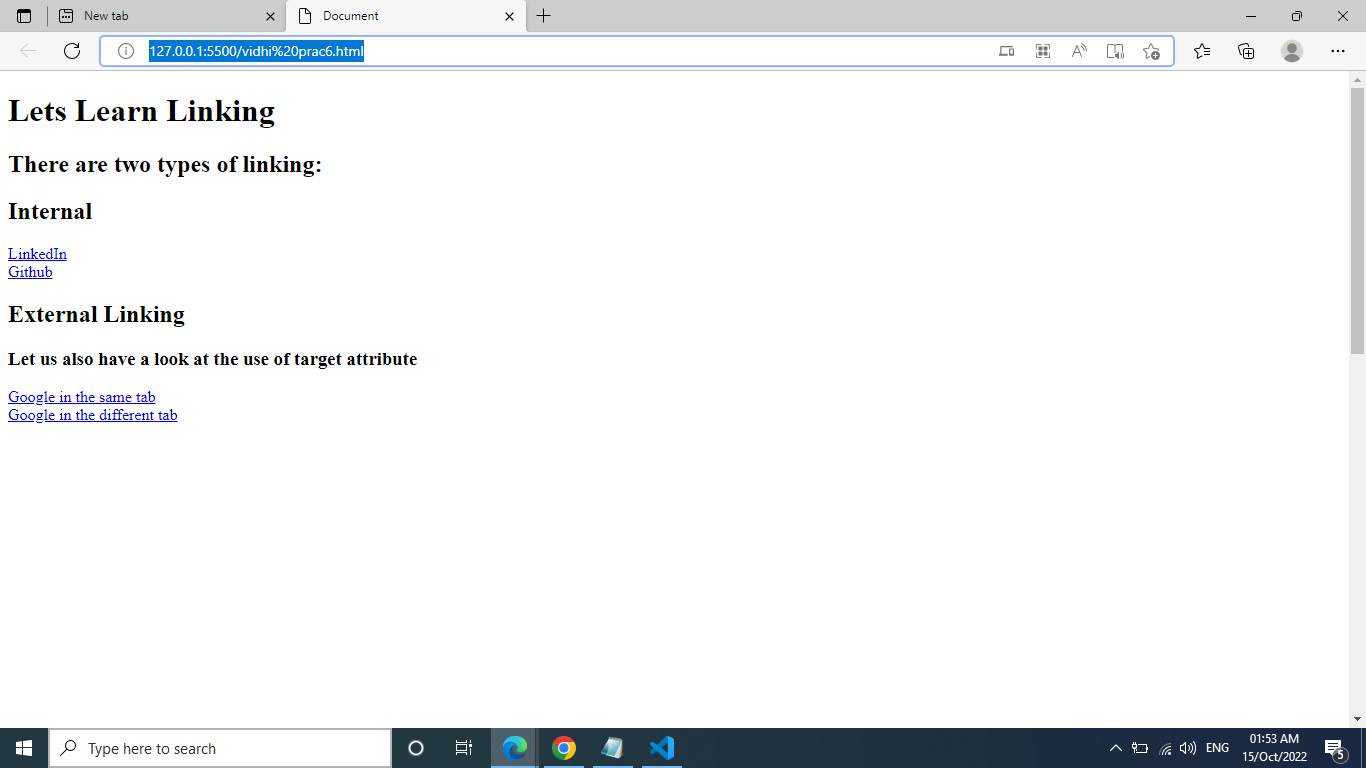 New tab
Document
127.0.0.1:5500/vidhi%20prac6.html
Lets Learn Linking
There are two types of linking:
Internal
LinkedIn
Github
External Linking
Let us also have a look at the use of target attribute
Google in the same tab
Google in the different tab
Type here to search
ENG
01:53 AM
15/Oct/2022
5